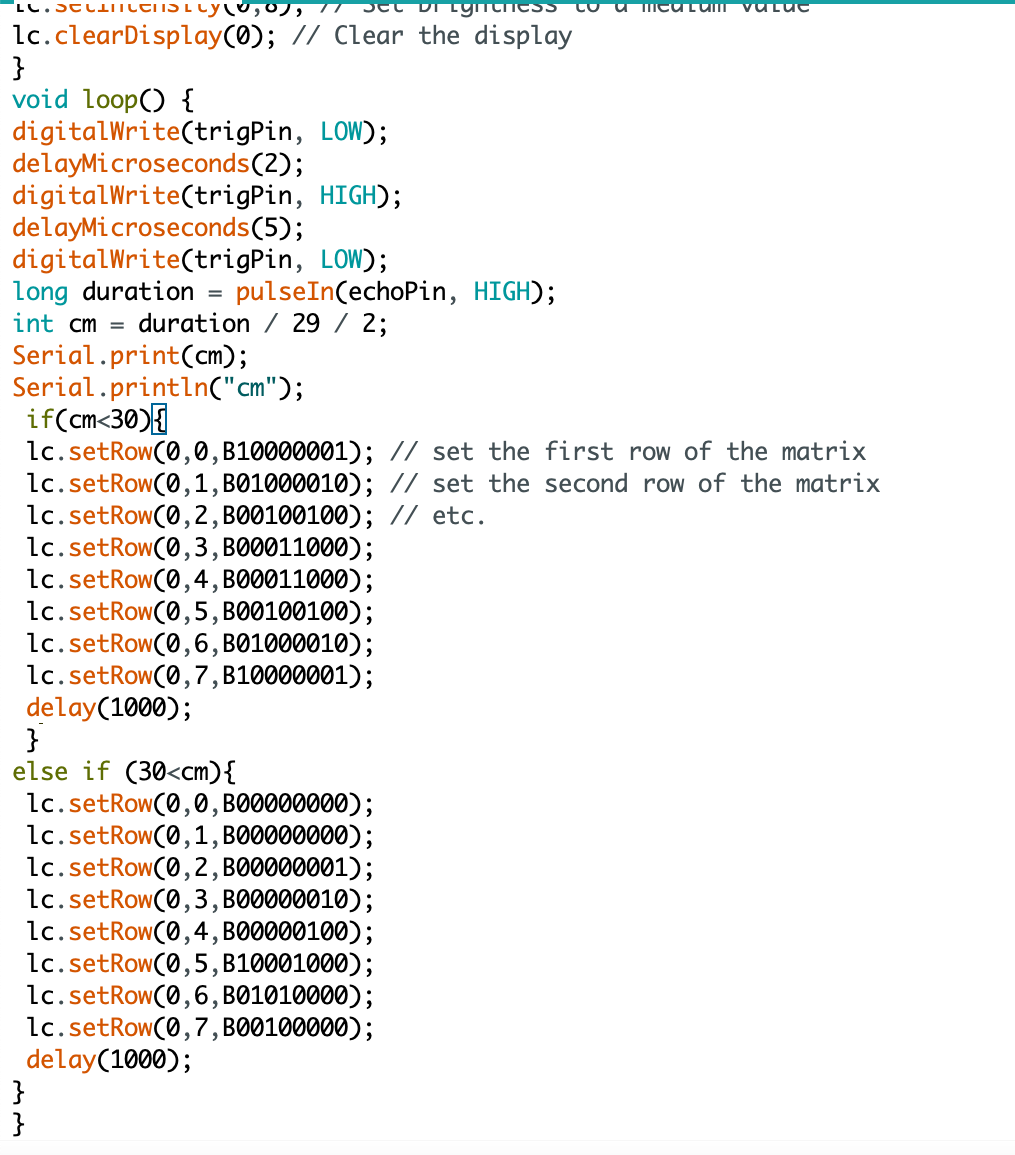 lc.setIntensity(0,8); // Set brightness to a medium value
lc.clearDisplay(0); // Clear the display
}
void loop() {
digitalWrite(trigPin, LOW);
delayMicroseconds(2);
digitalWrite(trigPin, HIGH);
delayMicroseconds(5);
digitalWrite(trigPin, LOW);
long duration = pulseIn(echoPin, HIGH);
int cm = duration / 29 / 2;
Serial.print(cm);
Serial.println("cm");
if(cm<30){
lc.setRow(0,0,B10000001); // set the first row of the matrix
lc.setRow(0,1,B01000010); // set the second row of the matrix
lc.setRow(0,2,B00100100); // etc.
lc.setRow(0,3,B00011000);
lc.setRow(0,4,B00011000);
lc.setRow(0,5,B00100100);
lc.setRow(0,6,B01000010);
lc.setRow(0,7,B10000001);
delay(1000);
}
else if (30<cm){
lc.setRow(0,0,B00000000);
lc.setRow(0,1,B00000000);
lc.setRow(0,2,B00000001);
lc.setRow(0,3,B00000010);
lc.setRow(0,4,B00000100);
lc.setRow(0,5,B10001000);
lc.setRow(0,6,B01010000);
lc.setRow(0,7,B00100000);
delay(1000);
}
}